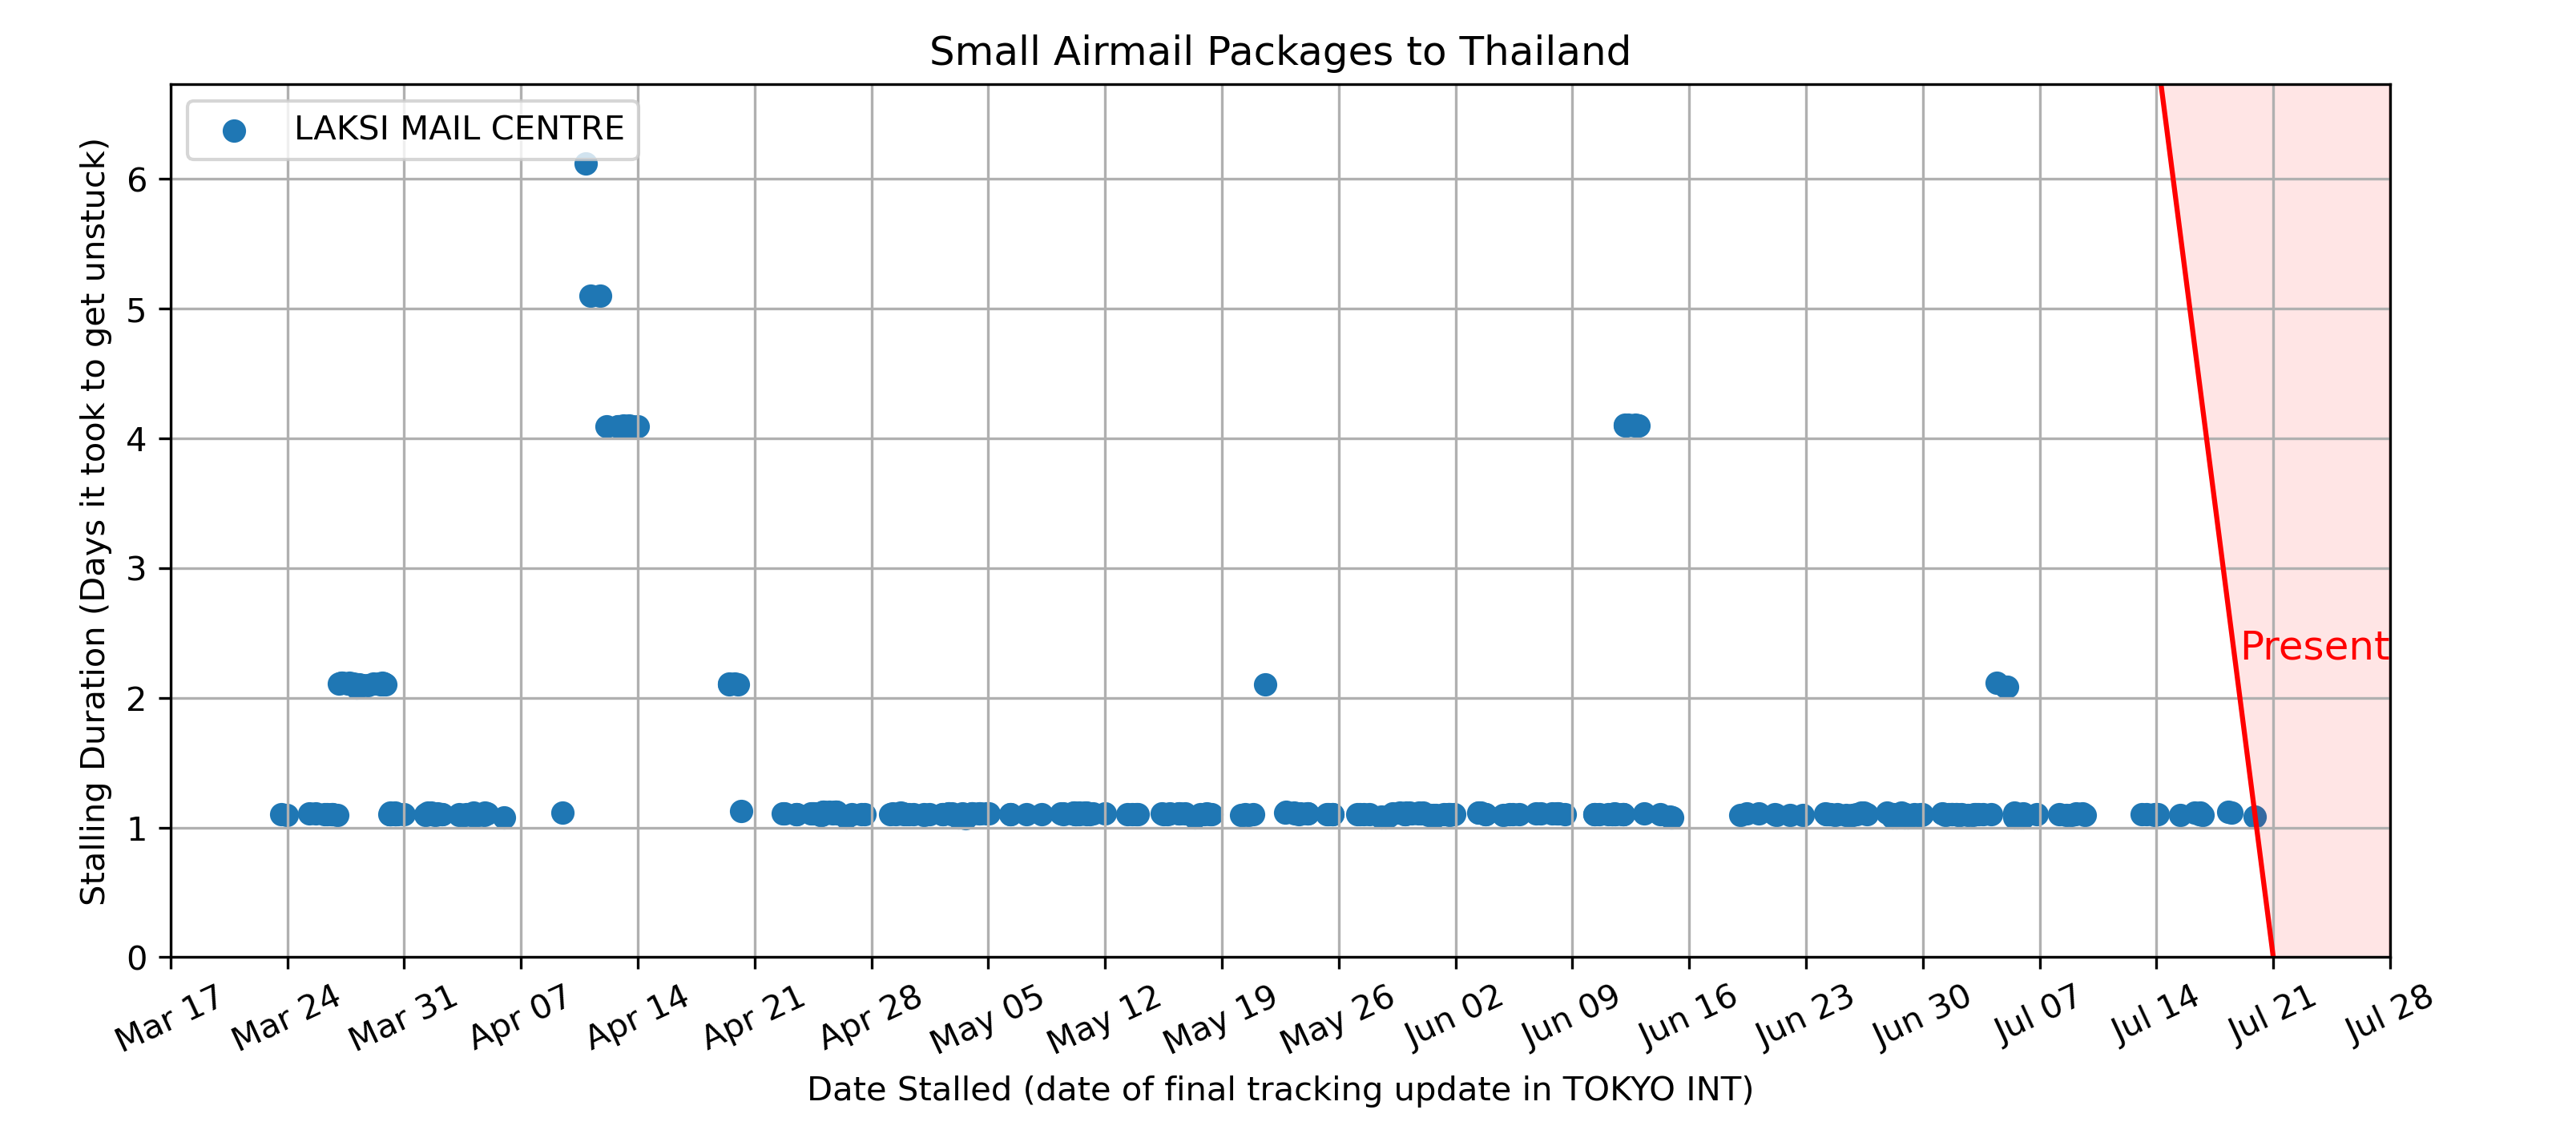 Small Airmail Packages to Thailand
LAKSI MAIL CENTRE
Stalling Duration (Days it took to get unstuck)
6
5
4
3
2
1
0
Present
Mar 17
Mar 24
Mar 31
Apr 07
Apr 14
Apr 21
Apr 28
May 05
May 12
May 19
May 26
Jun 02
Jun 09
Jun 16
Jun 23
Jun 30
Jul 07
Jul 14
Jul 21
Jul 28
Date Stalled (date of final tracking update in TOKYO INT)